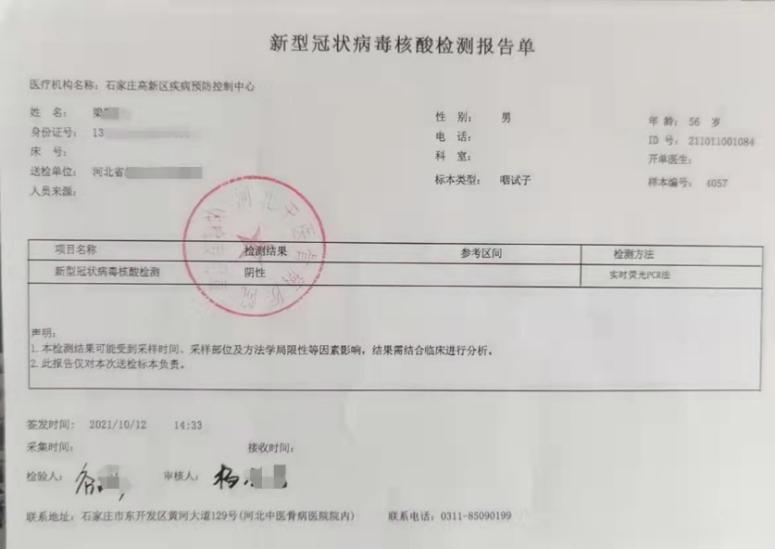 新型冠状病毒核酸检测报告单
医疗机构名称: 石家庄高新区疾病预防控制中心
姓 名: 梁 性 别: 男 年 龄: 56 岁
身份证号: 13 电 话: ID 号: 211011001084
床 号: 科 室: 开单医生:
送检单位: 河北省 标本类型: 咽试子 样本编号: 4057
人员来源:
项目名称 检测结果 参考区间 检测方法
新型冠状病毒核酸检测 阴性 实时荧光PCR法
声明:
1. 本检测结果可能受到采样时间、采样部位及方法学局限性等因素影响, 结果需结合临床进行分析。
2. 此报告仅对本次送检标本负责。
签发时间: 2021/10/12 14:33
采集时间: 接收时间:
检验人: 审核人: 杨
联系地址: 石家庄市东开发区黄河大道129号(河北中医骨病医院院内) 联系电话: 0311-85090199